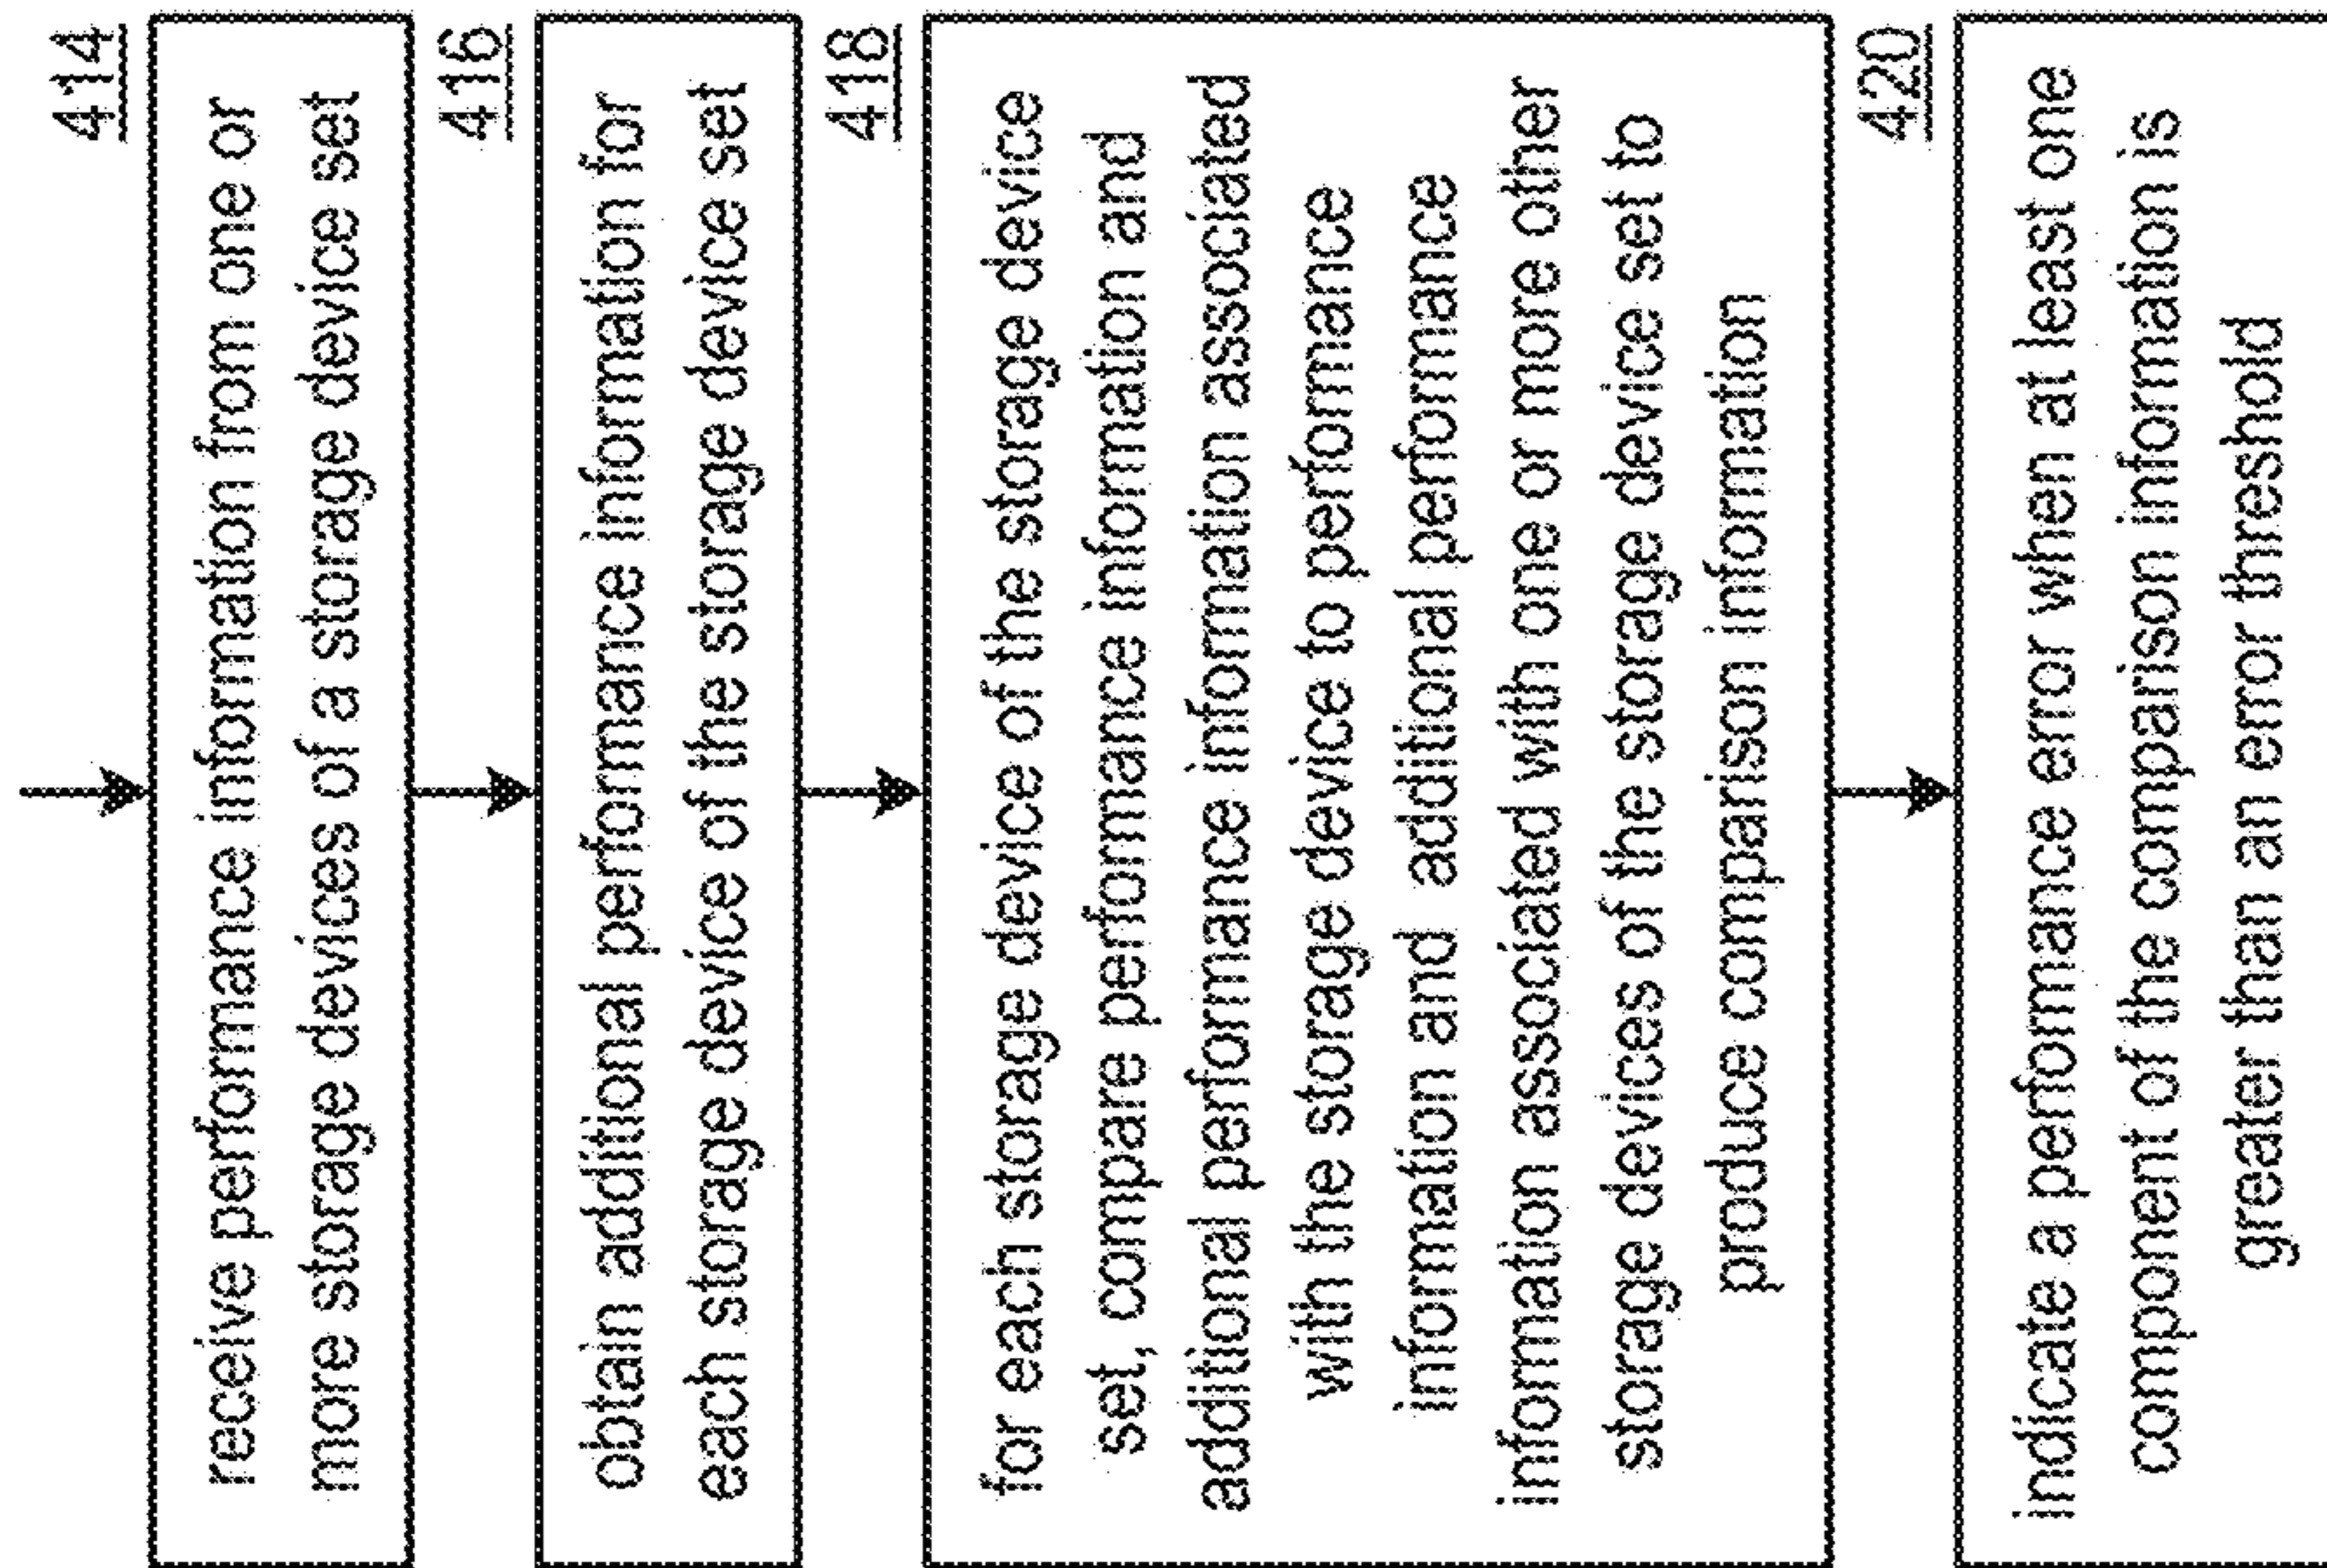 414
receive performance information from one or
more storage devices of a storage device set
416
obtain additional performance information for
each storage device of the storage device set
418
for each storage device of the storage device
set, compare performance information and
additional performance information associated
with the storage device to performance
information and additional performance
information associated with one or more other
storage devices of the storage device set to
produce comparison information
420
indicate a performance error when at least one
component of the comparison information is
greater than an error threshold